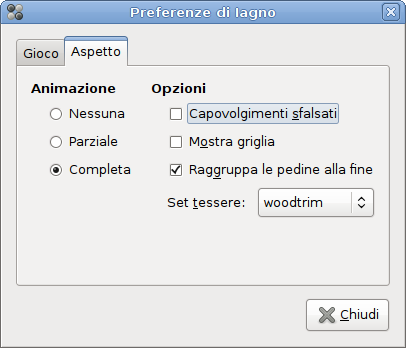 Preferenze di Iagno
Gioco
Aspetto
Animazione
Opzioni
Nessuna
Capovolgimenti sfalsati
Parziale
Mostra griglia
Completa
Raggruppa le pedine alla fine
Set tessere:
woodtrim
Chiudi